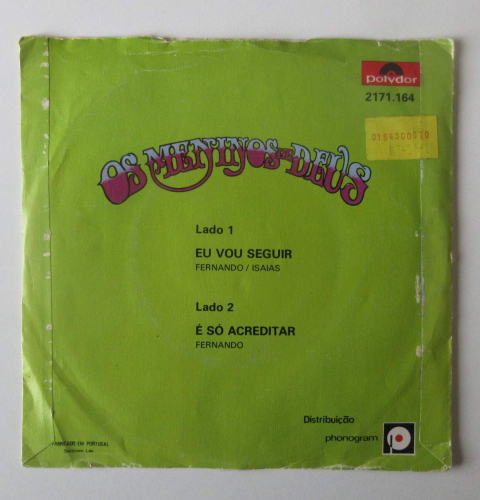 polydor
2171.164
OS MENINOS DE DEUS
Lado 1
EU VOU SEGUIR
FERNANDO / ISAIAS
Lado 2
É SÓ ACREDITAR
FERNANDO
Distribuição
phonogram
FABRICADO EM PORTUGAL